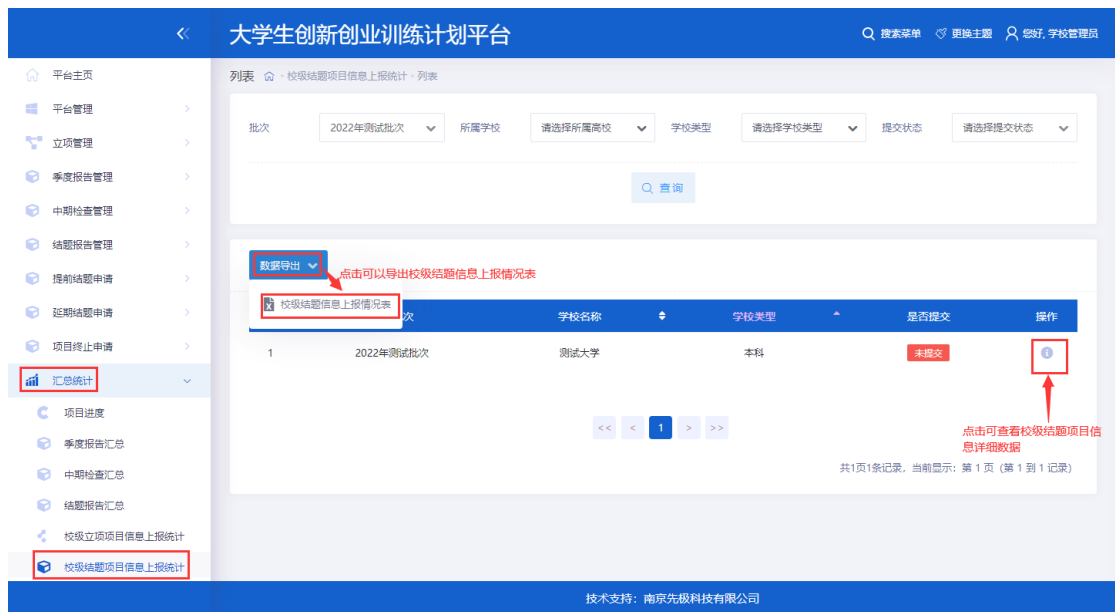 大学生创新创业训练计划平台
搜索菜单 更换主题 您好, 学校管理员
平台主页
平台管理
立项管理
季度报告管理
中期检查管理
结题报告管理
提前结题申请
延期结题申请
项目终止申请
汇总统计
项目进度
季度报告汇总
中期检查汇总
结题报告汇总
校级立项项目信息上报统计
校级结题项目信息上报统计
列表 校级结题项目信息上报统计 列表
批次 2022年测试批次 所属学校 请选择所属高校 学校类型 请选择学校类型 提交状态 请选择提交状态
查询
数据导出
点击可以导出校级结题信息上报情况表
校级结题信息上报情况表
次 学校名称 学校类型 是否提交 操作
1 2022年测试批次 测试大学 本科 未提交
<< < 1 > >>
点击可查看校级结题项目信
息详细数据
共1页1条记录, 当前显示: 第 1 页 (第 1 到 1 记录)
技术支持: 南京先极科技有限公司